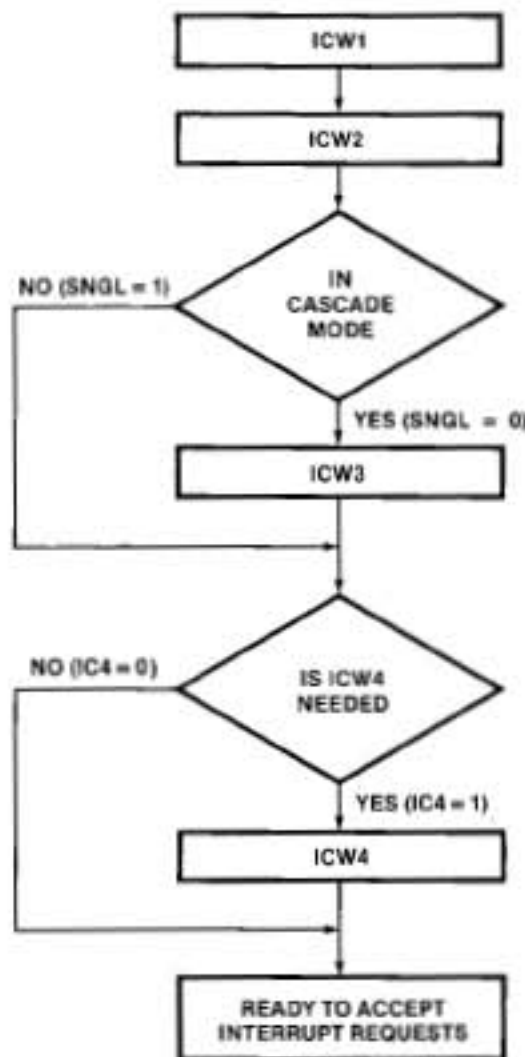 ICW1
ICW2
IN
CASCADE
MODE
NO (SNGL = 1)
YES (SNGL = 0)
ICW3
NO (IC4 = 0)
IS ICW4
NEEDED
YES (IC4 = 1)
ICW4
READY TO ACCEPT
INTERRUPT REQUESTS